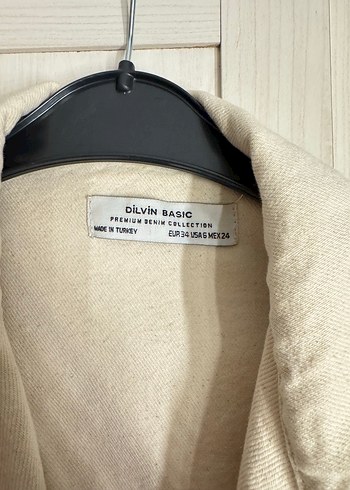 DİLVİN BASIC
PREMIUM DENIM COLLECTION
MADE IN TURKEY EUR.34 USA 6 MEX 24